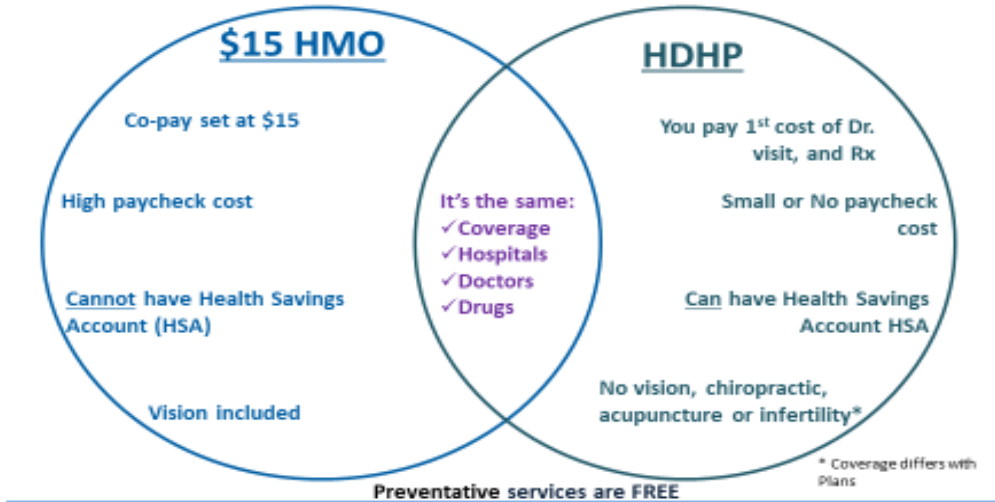 $15 HMO
Co-pay set at $15
High paycheck cost
Cannot have Health Savings
Account (HSA)
Vision included
It's the same:
✓Coverage
✓Hospitals
✓Doctors
✓Drugs
HDHP
You pay 1st cost of Dr.
visit, and Rx
Small or No paycheck
cost
Can have Health Savings
Account HSA
No vision, chiropractic,
acupuncture or infertility*
* Coverage differs with
Plans
Preventative services are FREE